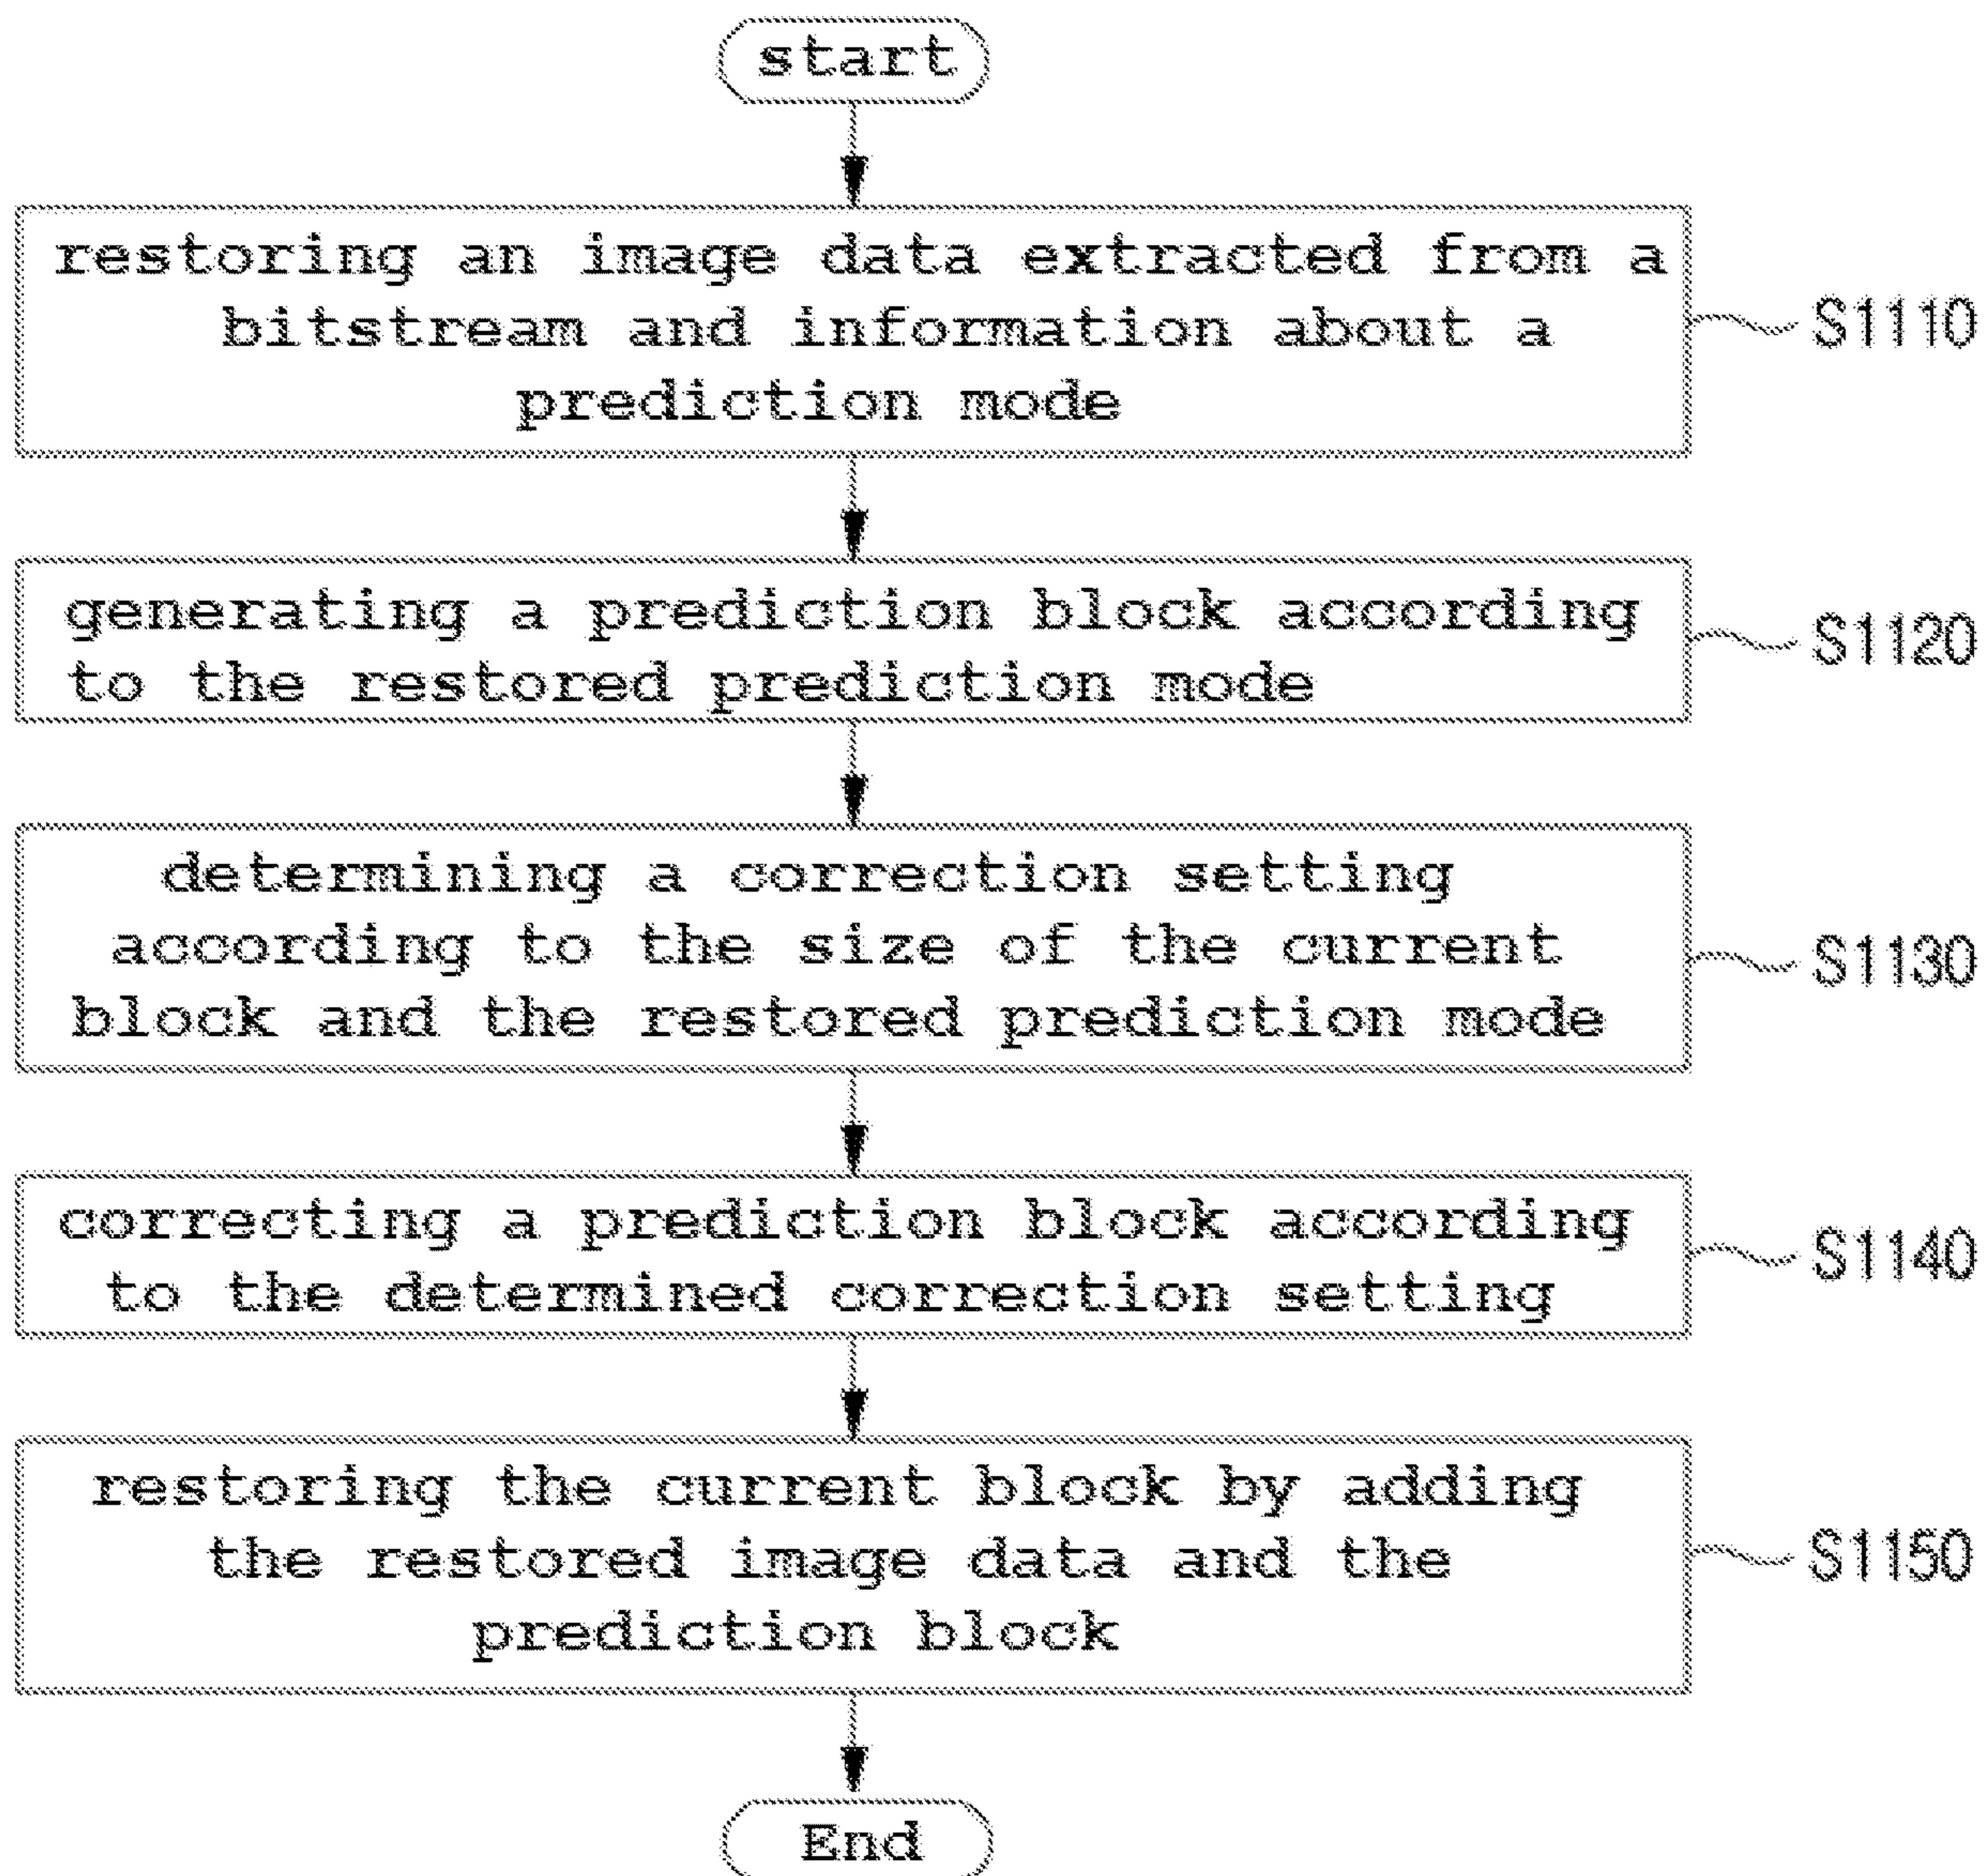 start
restoring an image data extracted from a
bitstream and information about a
prediction mode
S1110
generating a prediction block according
to the restored prediction mode
S1120
determining a correction setting
according to the size of the current
block and the restored prediction mode
S1130
correcting a prediction block according
to the determined correction setting
S1140
restoring the current block by adding
the restored image data and the
prediction block
S1150
End